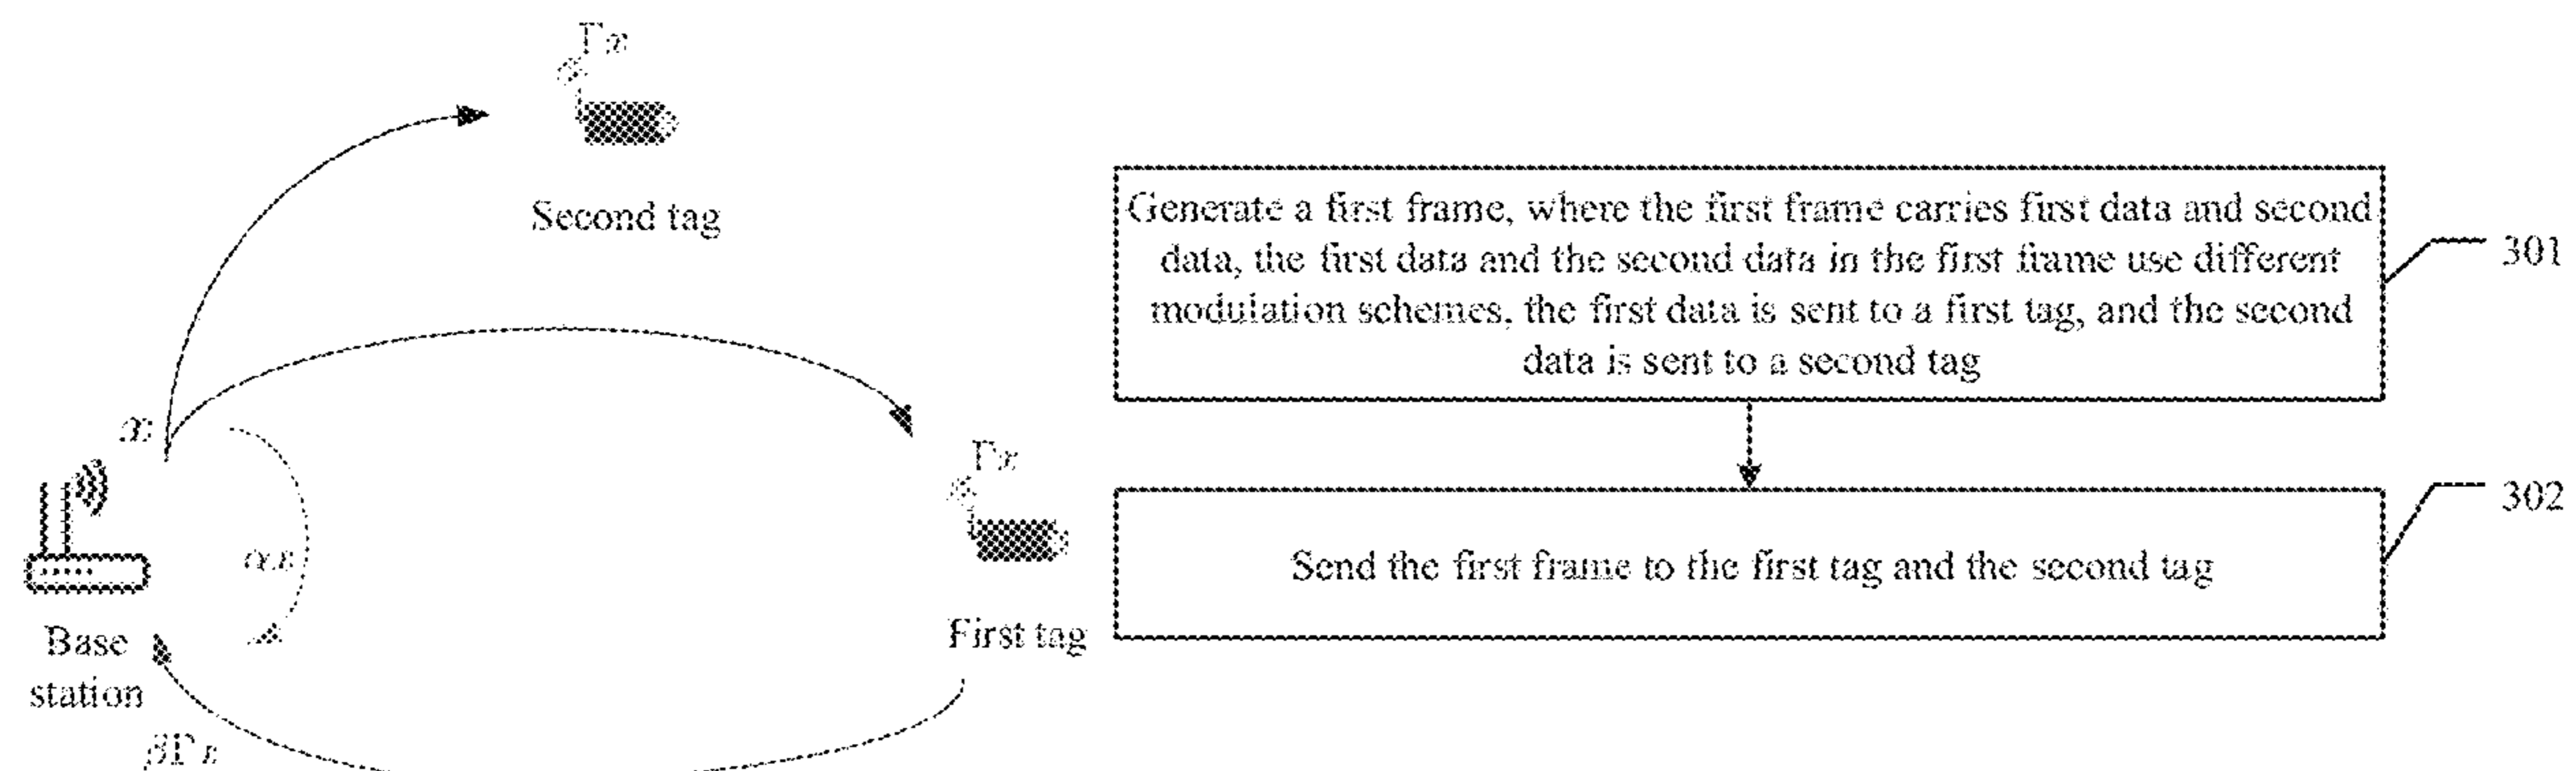 Γx
Second tag
x
αx
Base
station
βΓx
Γx
First tag
Generate a first frame, where the first frame carries first data and second
data, the first data and the second data in the first frame use different
modulation schemes, the first data is sent to a first tag, and the second
data is sent to a second tag
301
Send the first frame to the first tag and the second tag
302